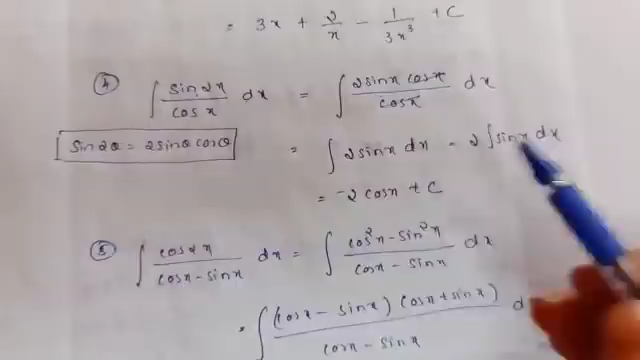 = 3x + 2/x - 1/3x³ + C
④ ∫ sin2x/cosx dx = ∫ 2sinx cosx/cosx dx
sin2θ = 2sinθ cosθ = ∫ 2sinx dx = 2 ∫ sinx dx
= -2 cosx + C
⑤ ∫ cos2x/cosx-sinx dx = ∫ cos²x-sin²x/cosx-sinx dx
= ∫ (cosx-sinx)(cosx+sinx)/cosx-sinx d